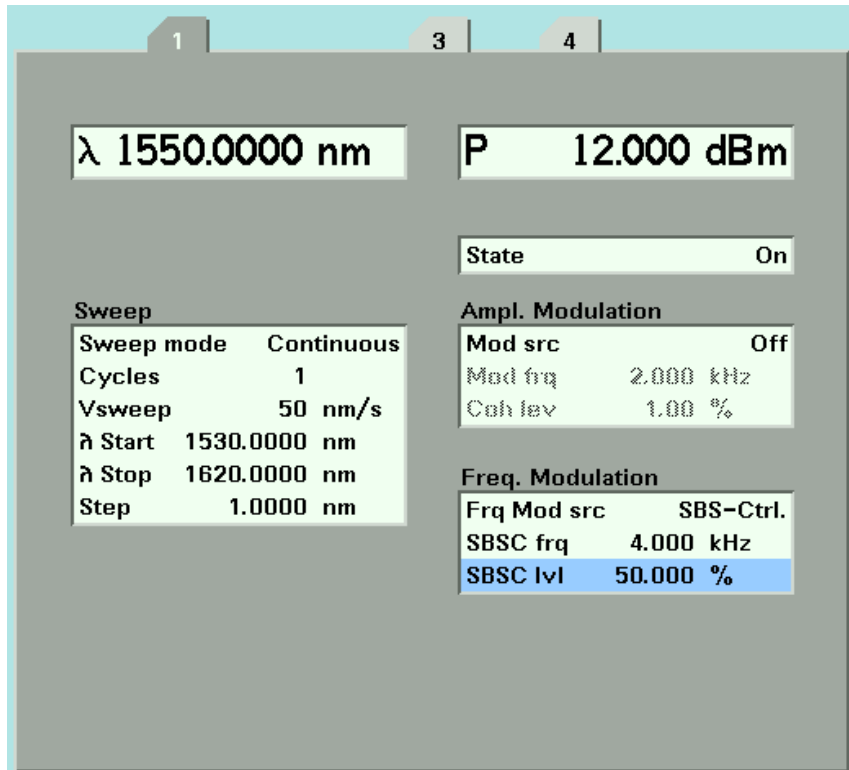 1 3 4
λ 1550.0000 nm
P 12.000 dBm
State On
Sweep
Sweep mode Continuous
Cycles 1
Vsweep 50 nm/s
λ Start 1530.0000 nm
λ Stop 1620.0000 nm
Step 1.0000 nm
Ampl. Modulation
Mod src Off
Mod frq 2.000 kHz
Coh lev 1.00 %
Freq. Modulation
Frq Mod src SBS-Ctrl.
SBSC frq 4.000 kHz
SBSC lvl 50.000 %